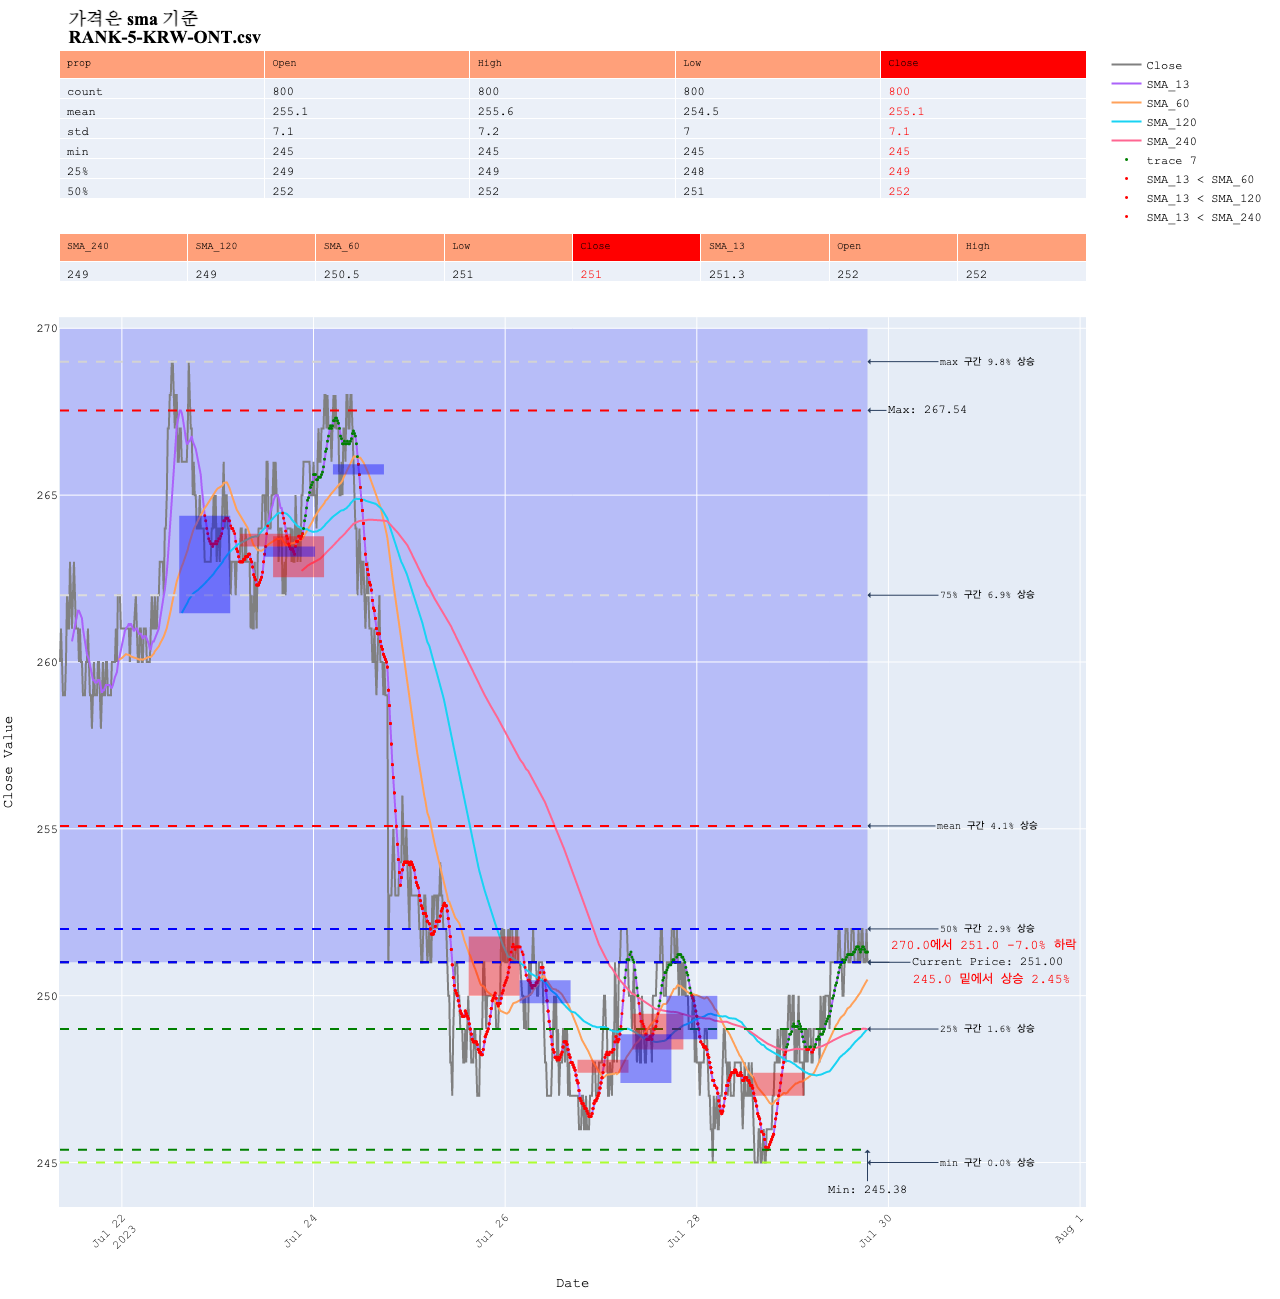 가격은 sma 기준
RANK-5-KRW-ONT.csv
prop Open High Low Close
count 800 800 800 800
mean 255.1 255.6 254.5 255.1
std 7.1 7.2 7 7.1
min 245 245 245 245
25% 249 249 248 249
50% 252 252 251 252
Close
SMA_13
SMA_60
SMA_120
SMA_240
trace 7
SMA_13 < SMA_60
SMA_13 < SMA_120
SMA_13 < SMA_240
SMA_240 SMA_120 SMA_60 Low Close SMA_13 Open High
249 249 250.5 251 251 251.3 252 252
270
max 구간 9.8% 상승
Max: 267.54
265
75% 구간 6.9% 상승
260
255
mean 구간 4.1% 상승
50% 구간 2.9% 상승
270.0에서 251.0 -7.0% 하락
Current Price: 251.00
245.0 밑에서 상승 2.45%
250
25% 구간 1.6% 상승
245
min 구간 0.0% 상승
Min: 245.38
Close Value
Jul 22
2023
Jul 24
Jul 26
Jul 28
Jul 30
Aug 1
Date